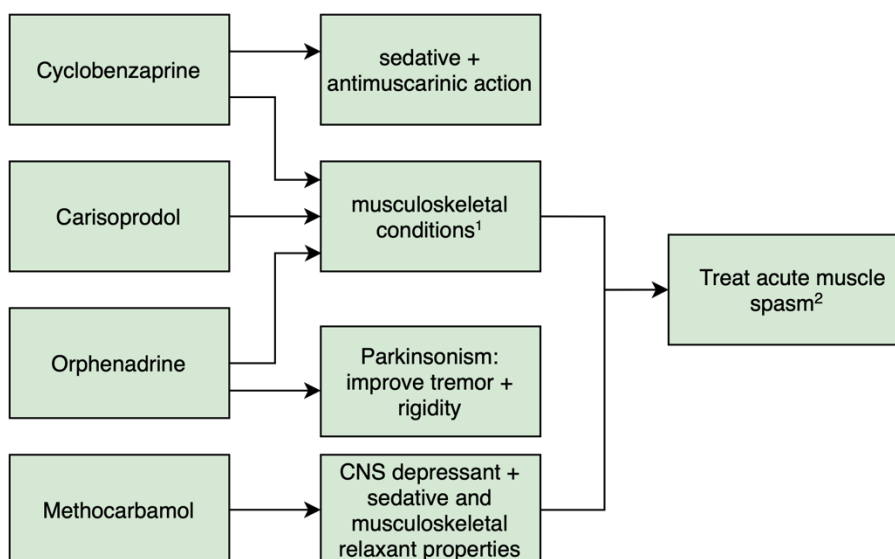 Cyclobenzaprine
sedative +
antimuscarinic action
Carisoprodol
musculoskeletal
conditions¹
Treat acute muscle
spasm²
Orphenadrine
Parkinsonism:
improve tremor +
rigidity
Methocarbamol
CNS depressant +
sedative and
musculoskeletal
relaxant properties